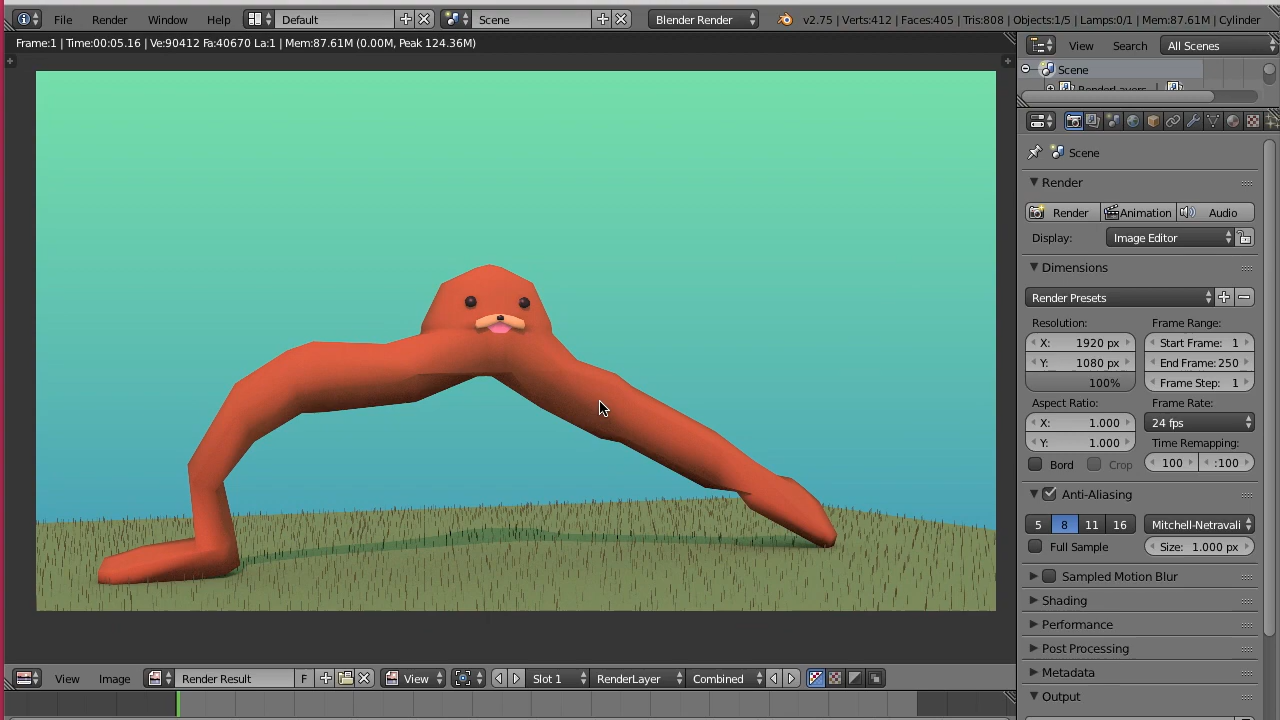 File Render Window Help Default Scene Blender Render v2.75 | Verts:412 | Faces:405 | Tris:808 | Objects:1/5 | Lamps:0/1 | Mem:87.61M | Cylinder
Frame:1 | Time:00:05.16 | Ve:90412 Fa:40670 La:1 | Mem:87.61M (0.00M, Peak 124.36M)
View Search All Scenes
Scene
RenderLayers
Scene
Render
Render Animation Audio
Display: Image Editor
Dimensions
Render Presets
Resolution: Frame Range:
X: 1920 px Start Frame: 1
Y: 1080 px End Frame: 250
100% Frame Step: 1
Aspect Ratio: Frame Rate:
X: 1.000 24 fps
Y: 1.000 Time Remapping:
Bord Crop 100 :100
Anti-Aliasing
5 8 11 16 Mitchell-Netravali
Full Sample Size: 1.000 px
Sampled Motion Blur
Shading
Performance
Post Processing
Metadata
Output
View Image Render Result F View Slot 1 RenderLayer Combined